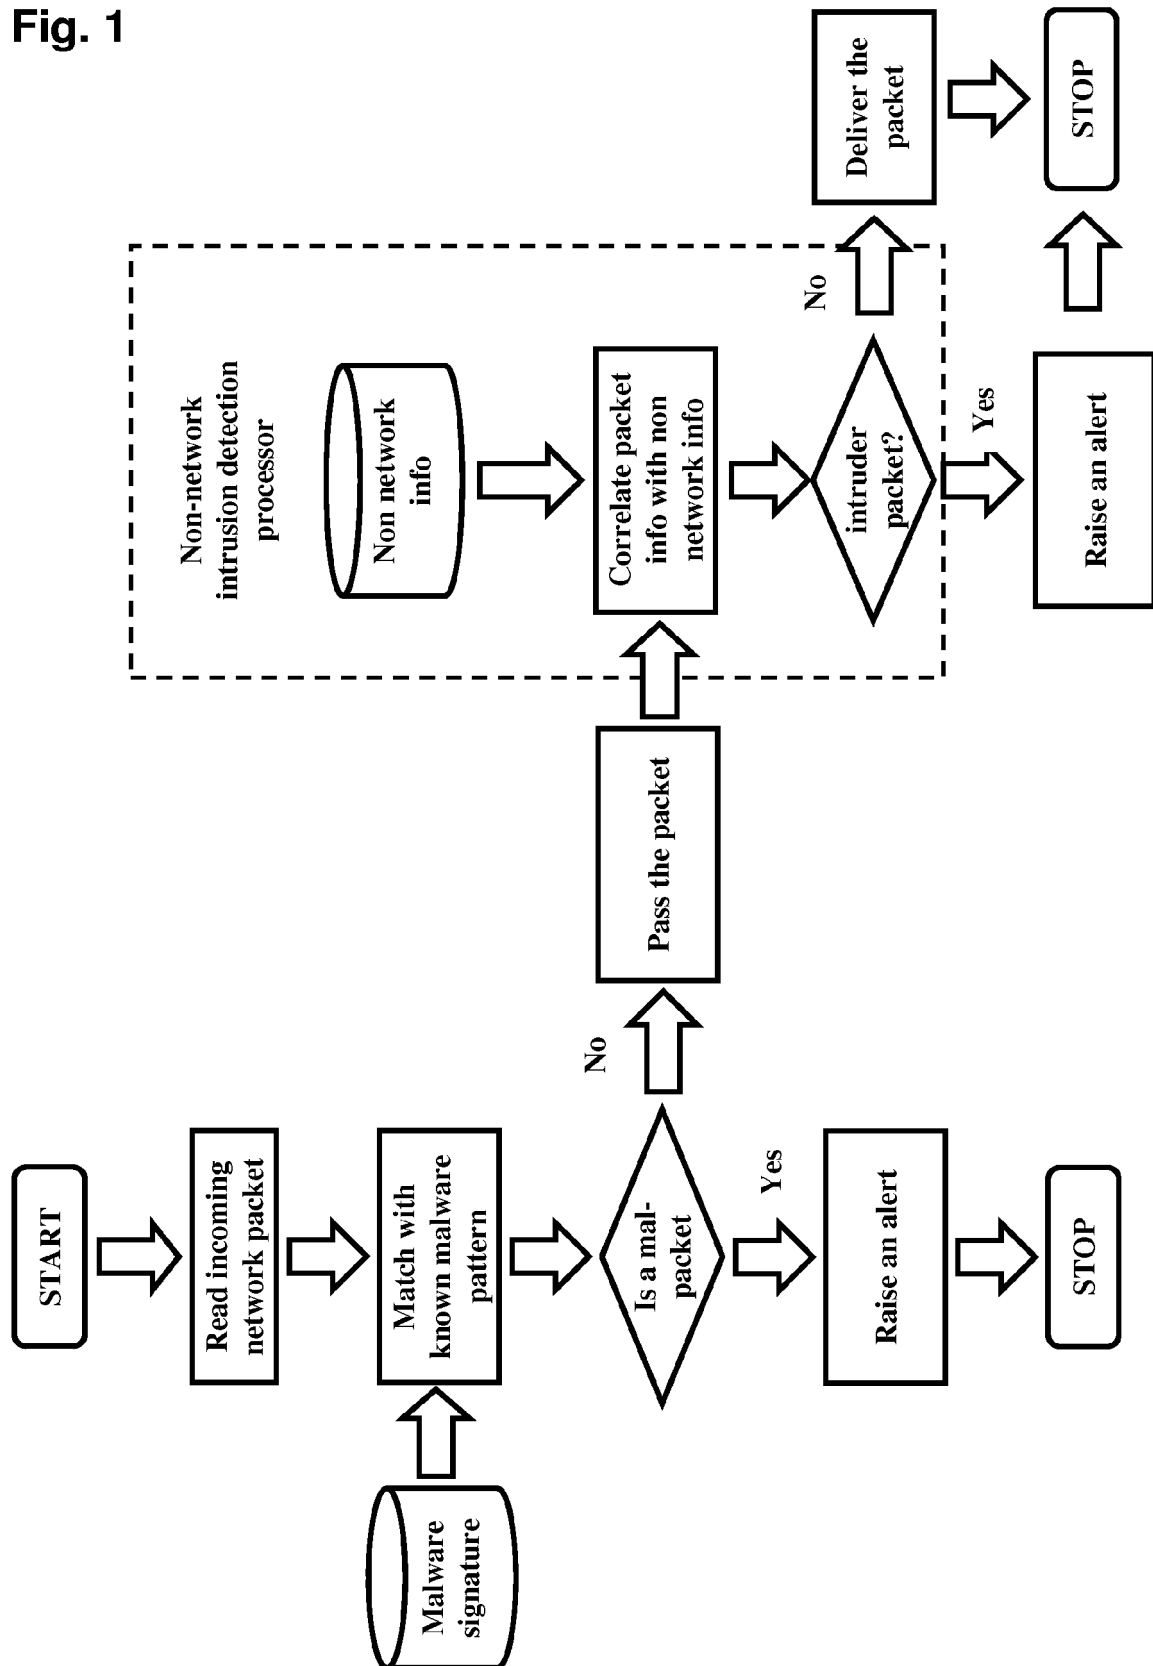 Fig. 1
START
Read incoming
network packet
Malware
signature
Match with
known malware
pattern
Is a mal-
packet
Yes
Raise an alert
STOP
No
Pass the packet
Non-network
intrusion detection
processor
Non network
info
Correlate packet
info with non
network info
intruder
packet?
No
Deliver the
packet
Yes
Raise an alert
STOP